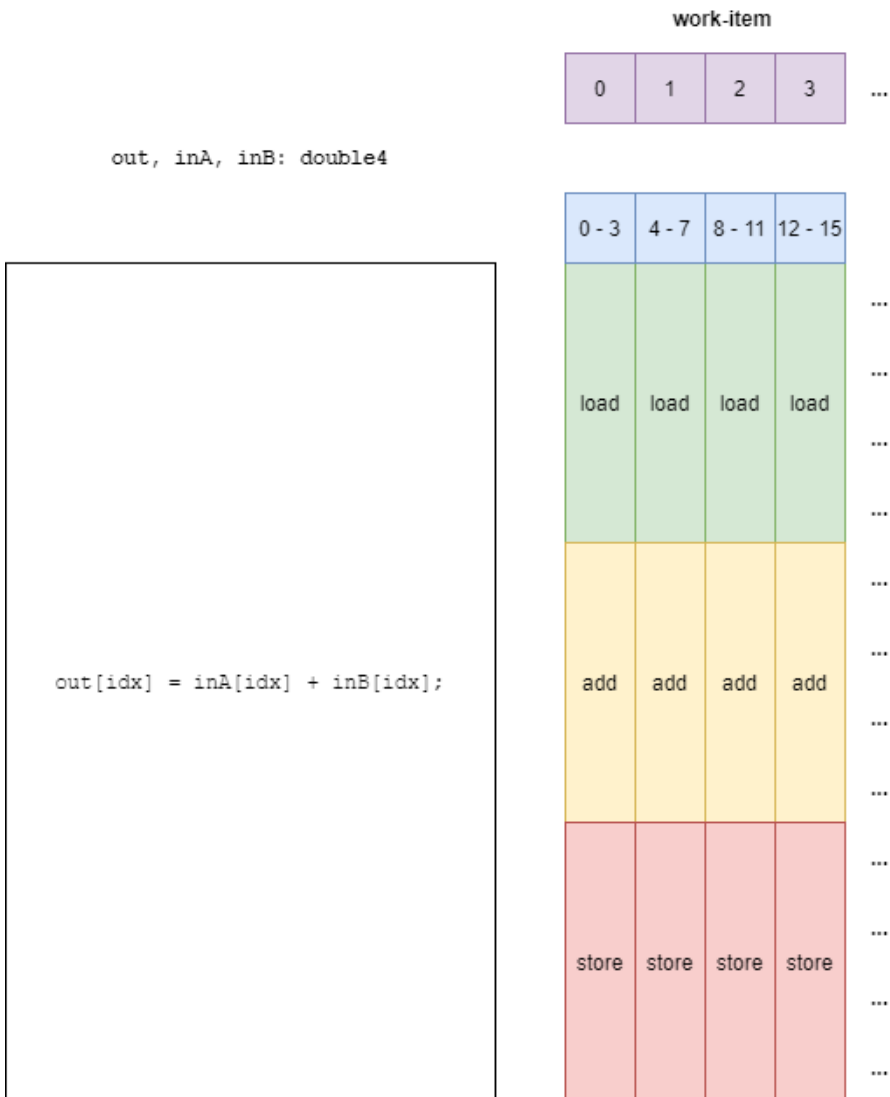 work-item
0 1 2 3 ...
out, inA, inB: double4
0 - 3 4 - 7 8 - 11 12 - 15
...
...
load load load load
...
...
...
...
out[idx] = inA[idx] + inB[idx]; add add add add
...
...
...
...
store store store store
...
...